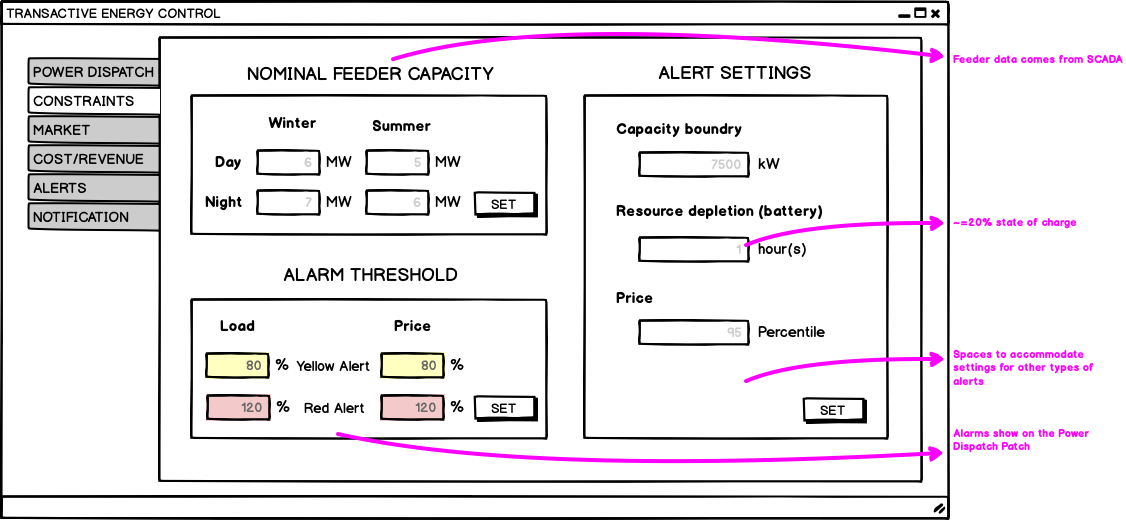 TRANSACTIVE ENERGY CONTROL
POWER DISPATCH
CONSTRAINTS
MARKET
COST/REVENUE
ALERTS
NOTIFICATION
NOMINAL FEEDER CAPACITY
Winter Summer
Day 6 MW 5 MW
Night 7 MW 6 MW SET
ALARM THRESHOLD
Load Price
80 % Yellow Alert 80 %
120 % Red Alert 120 % SET
ALERT SETTINGS
Capacity boundry
7500 kW
Resource depletion (battery)
1 hour(s)
Price
95 Percentile
SET
Feeder data comes from SCADA
~=20% state of charge
Spaces to accommodate
settings for other types of
alerts
Alarms show on the Power
Dispatch Patch